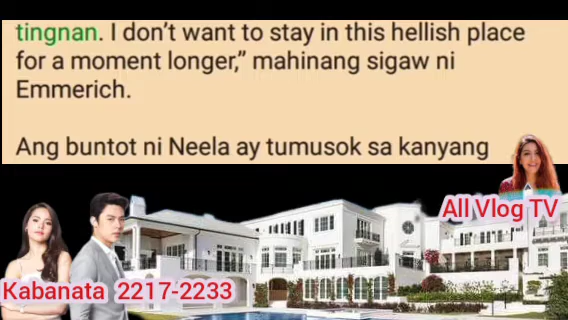 tingnan. I don’t want to stay in this hellish place
for a moment longer,” mahinang sigaw ni
Emmerich.
Ang buntot ni Neela ay tumusok sa kanyang
All Vlog TV
Kabanata 2217-2233